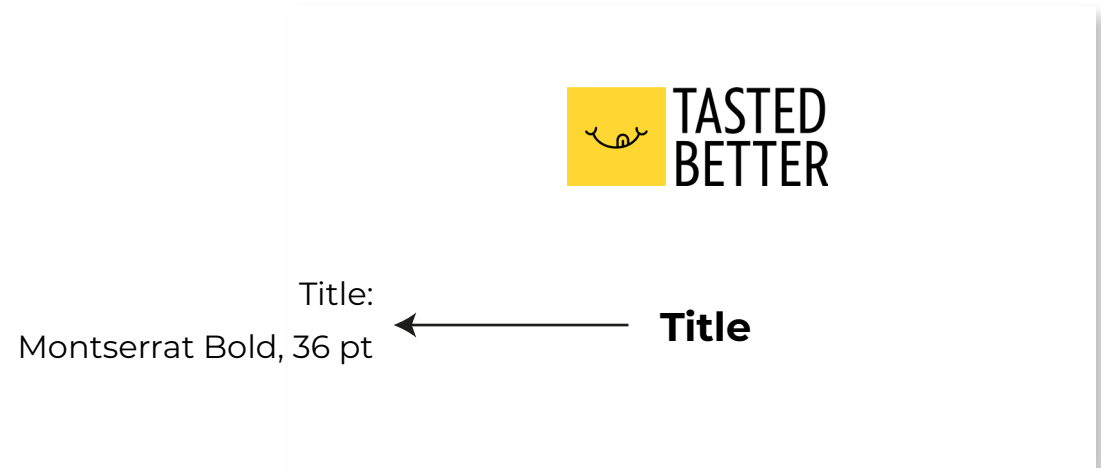 TASTED
BETTER
Title:
Montserrat Bold, 36 pt
Title